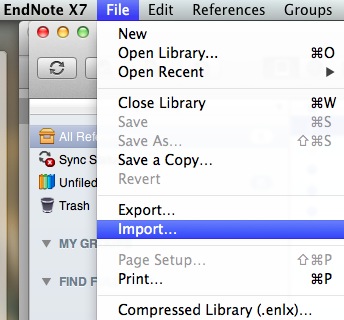 EndNote X7 File Edit References Groups
New
Open Library... ⌘O
Open Recent ▶
Close Library ⌘W
All Ref
Save ⌘S
Save As... ⇧⌘S
Sync S
Save a Copy...
Unfiled
Revert
Trash
Export...
Import...
MY GR
Page Setup... ⇧⌘P
FIND F
Print... ⌘P
Compressed Library (.enlx)...